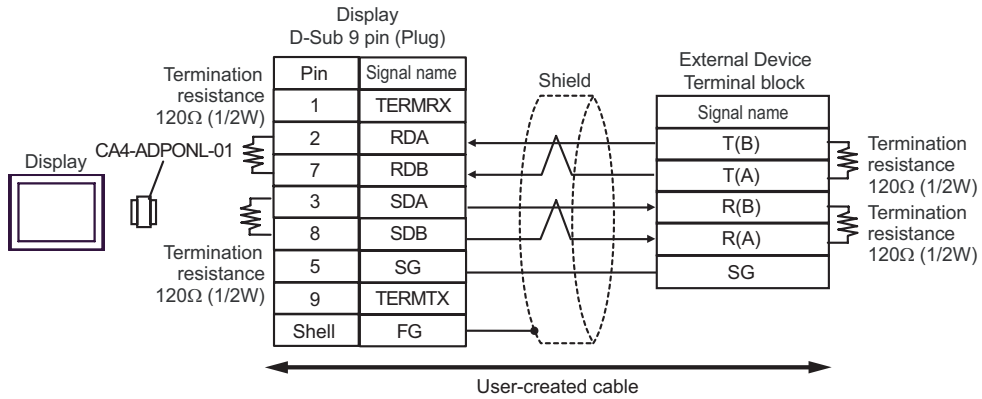 Display
D-Sub 9 pin (Plug)
Pin Signal name
1 TERMRX
2 RDA
7 RDB
3 SDA
8 SDB
5 SG
9 TERMTX
Shell FG
Termination
resistance
120Ω (1/2W)
CA4-ADPONL-01
Display
Termination
resistance
120Ω (1/2W)
Shield
External Device
Terminal block
Signal name
T(B)
T(A)
R(B)
R(A)
SG
Termination
resistance
120Ω (1/2W)
Termination
resistance
120Ω (1/2W)
User-created cable